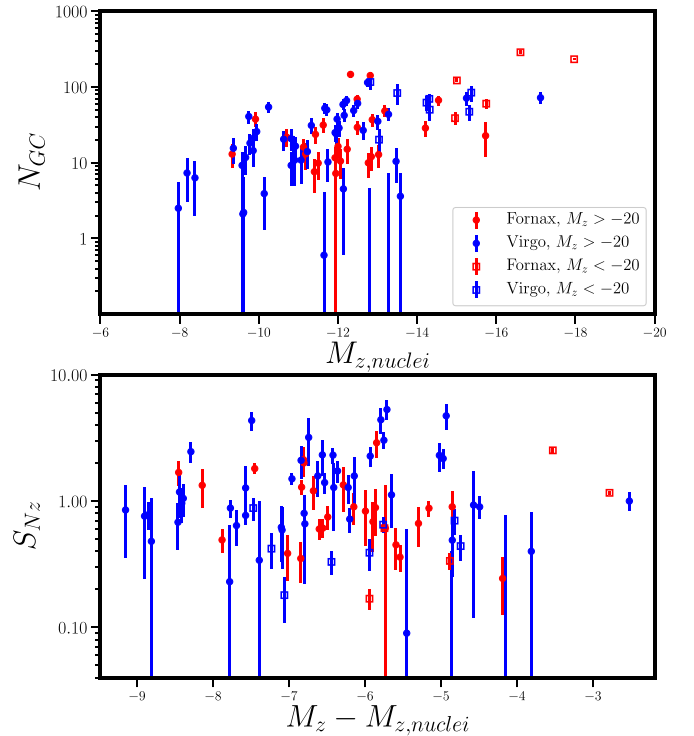 1000
100
10
1
N_{GC}
Fornax, M_z > −20
Virgo, M_z > −20
Fornax, M_z < −20
Virgo, M_z < −20
−6 −8 −10 −12 −14 −16 −18 −20
M_{z,nuclei}
10.00
1.00
0.10
S_{Nz}
−9 −8 −7 −6 −5 −4 −3
M_z − M_{z,nuclei}